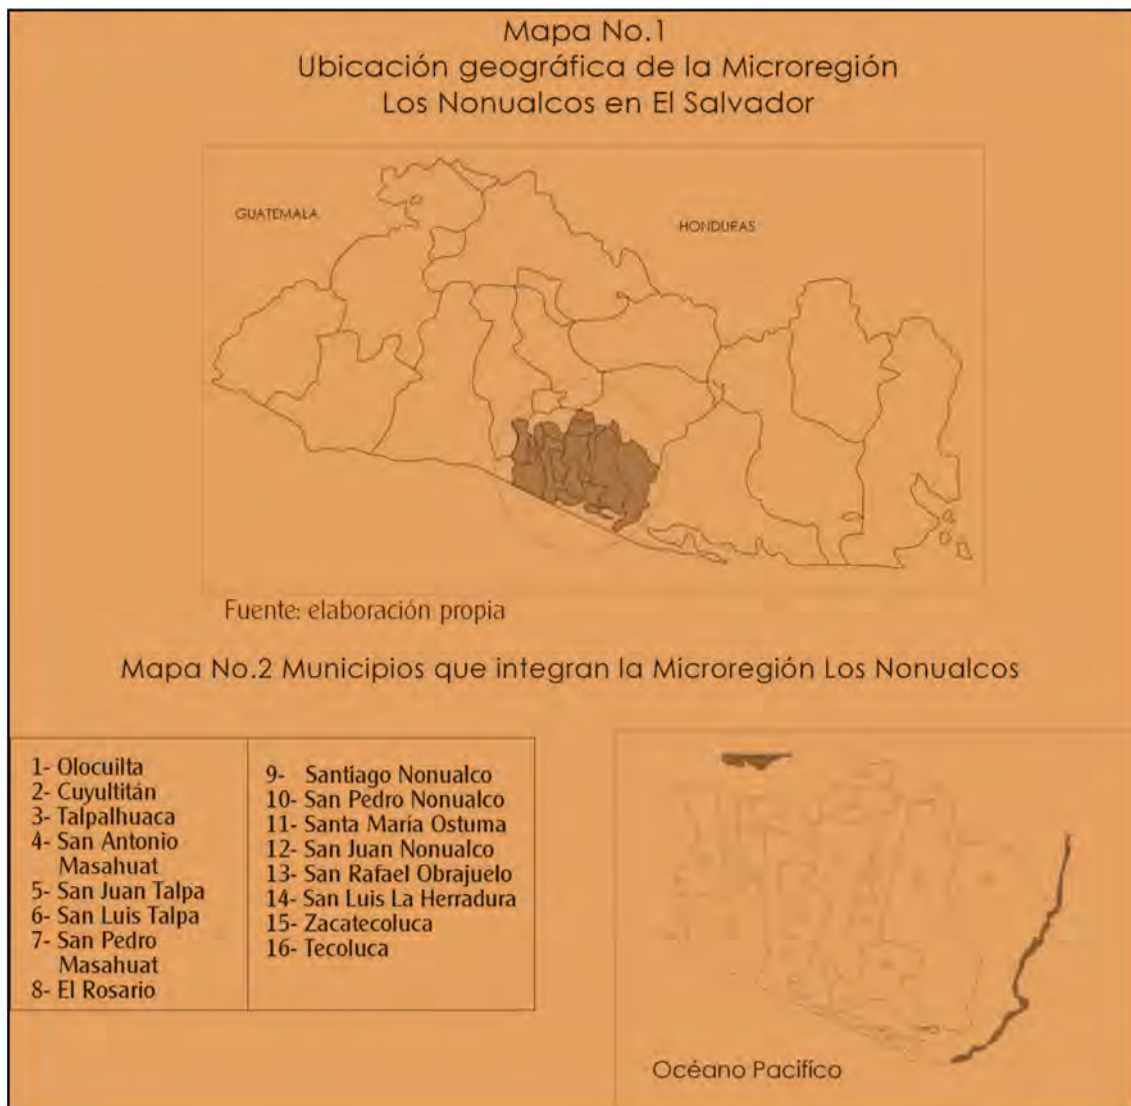 Mapa No.1
Ubicación geográfica de la Microregión
Los Nonualcos en El Salvador
GUATEMALA
HONDURAS
Fuente: elaboración propia
Mapa No.2 Municipios que integran la Microregión Los Nonualcos
1- Olocuilta
2- Cuyultitán
3- Talpalhuaca
4- San Antonio
Masahuat
5- San Juan Talpa
6- San Luis Talpa
7- San Pedro
Masahuat
8- El Rosario
9- Santiago Nonualco
10- San Pedro Nonualco
11- Santa María Ostuma
12- San Juan Nonualco
13- San Rafael Obrajuelo
14- San Luis La Herradura
15- Zacatecoluca
16- Tecoluca
Océano Pacifíco